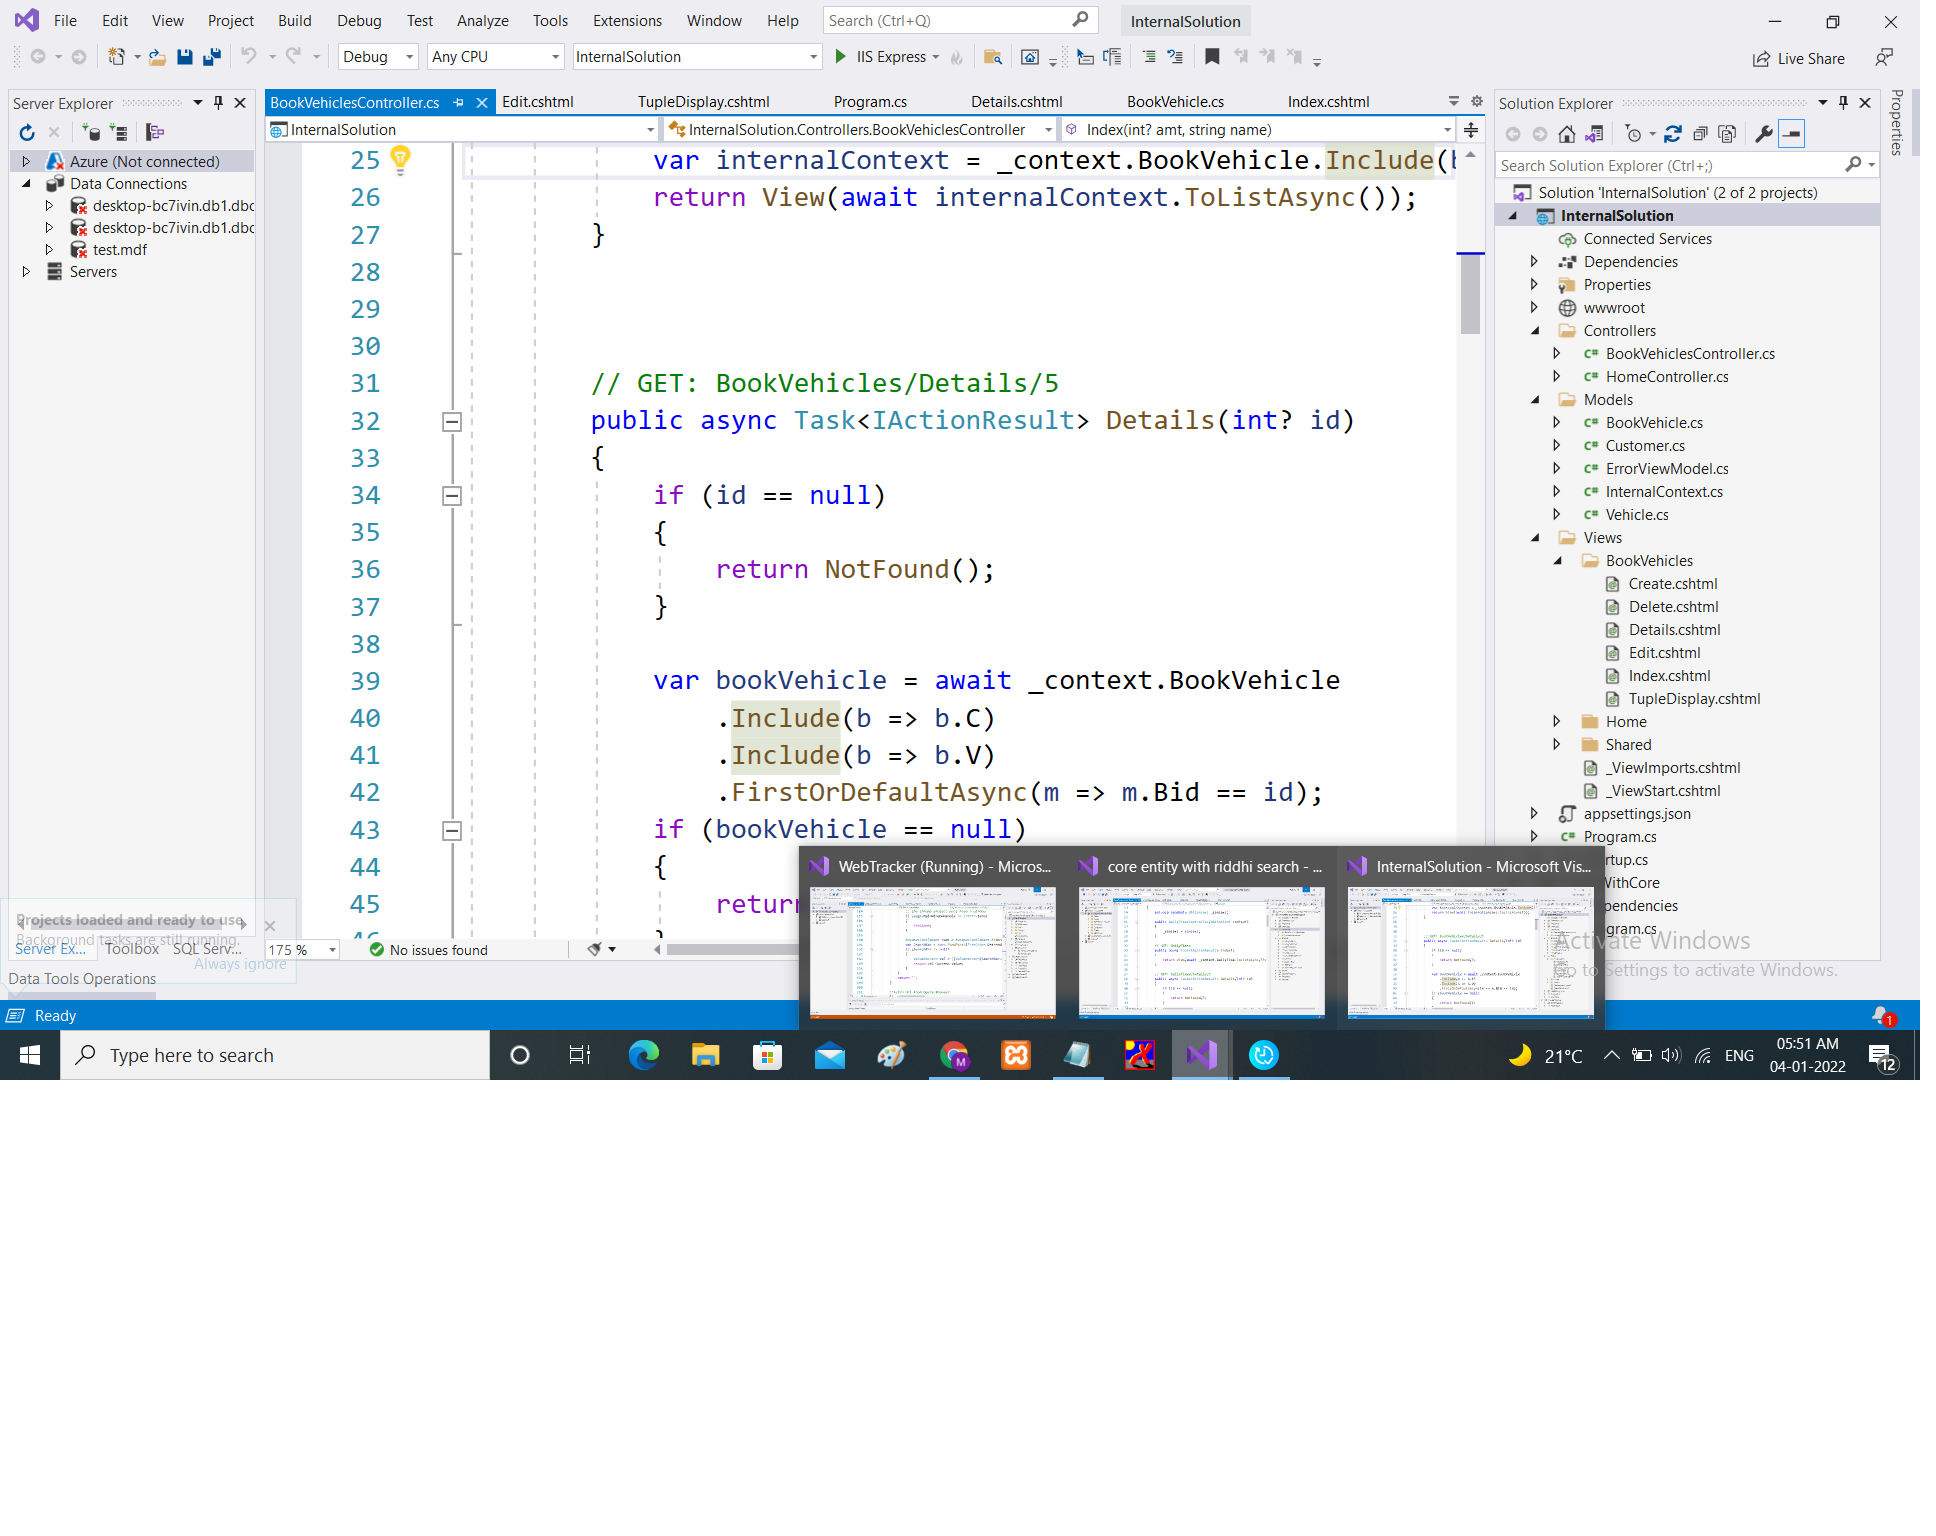 File Edit View Project Build Debug Test Analyze Tools Extensions Window Help Search (Ctrl+Q) InternalSolution
Debug Any CPU InternalSolution IIS Express Live Share
Server Explorer
Azure (Not connected)
Data Connections
desktop-bc7ivin.db1.dbc
desktop-bc7ivin.db1.dbc
test.mdf
Servers
BookVehiclesController.cs Edit.cshtml TupleDisplay.cshtml Program.cs Details.cshtml BookVehicle.cs Index.cshtml
InternalSolution InternalSolution.Controllers.BookVehiclesController Index(int? amt, string name)
25 var internalContext = _context.BookVehicle.Include(
26 return View(await internalContext.ToListAsync());
27 }
28
29
30
31 // GET: BookVehicles/Details/5
32 public async Task<IActionResult> Details(int? id)
33 {
34 if (id == null)
35 {
36 return NotFound();
37 }
38
39 var bookVehicle = await _context.BookVehicle
40 .Include(b => b.C)
41 .Include(b => b.V)
42 .FirstOrDefaultAsync(m => m.Bid == id);
43 if (bookVehicle == null)
44 {
45 return
Solution Explorer
Search Solution Explorer (Ctrl+;)
Solution 'InternalSolution' (2 of 2 projects)
InternalSolution
Connected Services
Dependencies
Properties
wwwroot
Controllers
BookVehiclesController.cs
HomeController.cs
Models
BookVehicle.cs
Customer.cs
ErrorViewModel.cs
InternalContext.cs
Vehicle.cs
Views
BookVehicles
Create.cshtml
Delete.cshtml
Details.cshtml
Edit.cshtml
Index.cshtml
TupleDisplay.cshtml
Home
Shared
_ViewImports.cshtml
_ViewStart.cshtml
appsettings.json
Program.cs
rtup.cs
WithCore
pendencies
gram.cs
Properties
WebTracker (Running) - Micros...
core entity with riddhi search - ...
InternalSolution - Microsoft Vis...
Projects loaded and ready to use
Background tasks are still running.
Always ignore
Server Ex... Toolbox SQL Serv...
175 % No issues found
Data Tools Operations
Activate Windows
Go to Settings to activate Windows.
Ready
1
Type here to search
21°C ENG
05:51 AM
04-01-2022
12